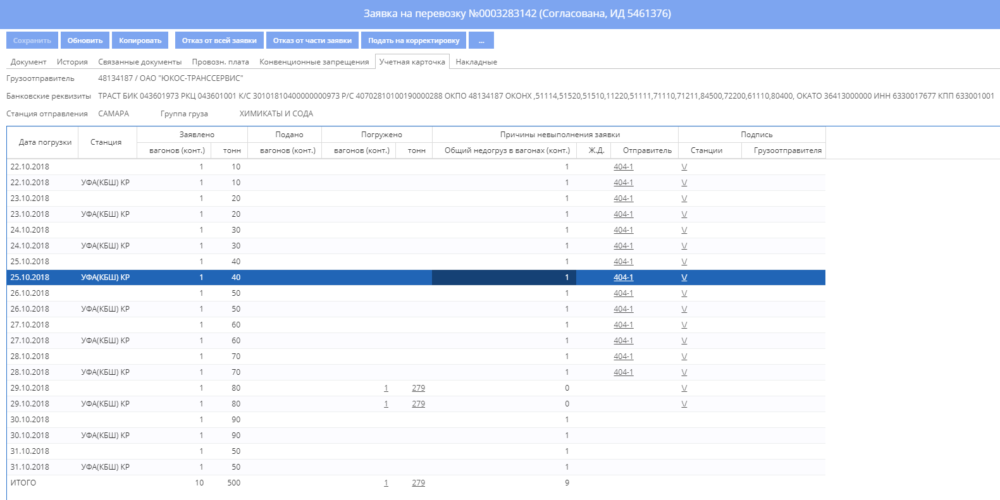 Заявка на перевозку №0003283142 (Согласована, ИД 5461376)
Сохранить Обновить Копировать Отказ от всей заявки Отказ от части заявки Подать на корректировку ...
Документ История Связанные документы Провозн. плата Конвенционные запрещения Учетная карточка Накладные
Грузоотправитель 48134187 / ОАО "ЮКОС-ТРАНССЕРВИС"
Банковские реквизиты ТРАСТ БИК 043601973 РКЦ 043601001 К/С 30101810400000000973 Р/С 40702810100190000288 ОКПО 48134187 ОКОНХ ,51114,51520,51510,11220,51111,71110,71211,84500,72200,61110,80400, ОКАТО 36413000000 ИНН 6330017677 КПП 633001001
Станция отправления САМАРА Группа груза ХИМИКАТЫ И СОДА
Дата погрузки Станция Заявлено Подано Погружено Причины невыполнения заявки Подпись
вагонов (конт.) тонн вагонов (конт.) вагонов (конт.) тонн Общий недогруз в вагонах (конт.) Ж.Д. Отправитель Станции Грузоотправителя
22.10.2018 1 10 1 404-1 \/
22.10.2018 УФА(КБШ) КР 1 10 1 404-1 \/
23.10.2018 1 20 1 404-1 \/
23.10.2018 УФА(КБШ) КР 1 20 1 404-1 \/
24.10.2018 1 30 1 404-1 \/
24.10.2018 УФА(КБШ) КР 1 30 1 404-1 \/
25.10.2018 1 40 1 404-1 \/
25.10.2018 УФА(КБШ) КР 1 40 1 404-1 \/
26.10.2018 1 50 1 404-1 \/
26.10.2018 УФА(КБШ) КР 1 50 1 404-1 \/
27.10.2018 1 60 1 404-1 \/
27.10.2018 УФА(КБШ) КР 1 60 1 404-1 \/
28.10.2018 1 70 1 404-1 \/
28.10.2018 УФА(КБШ) КР 1 70 1 404-1 \/
29.10.2018 1 80 1 279 0 \/
29.10.2018 УФА(КБШ) КР 1 80 1 279 0 \/
30.10.2018 1 90 1
30.10.2018 УФА(КБШ) КР 1 90 1
31.10.2018 1 50 1
31.10.2018 УФА(КБШ) КР 1 50 1
ИТОГО 10 500 1 279 9